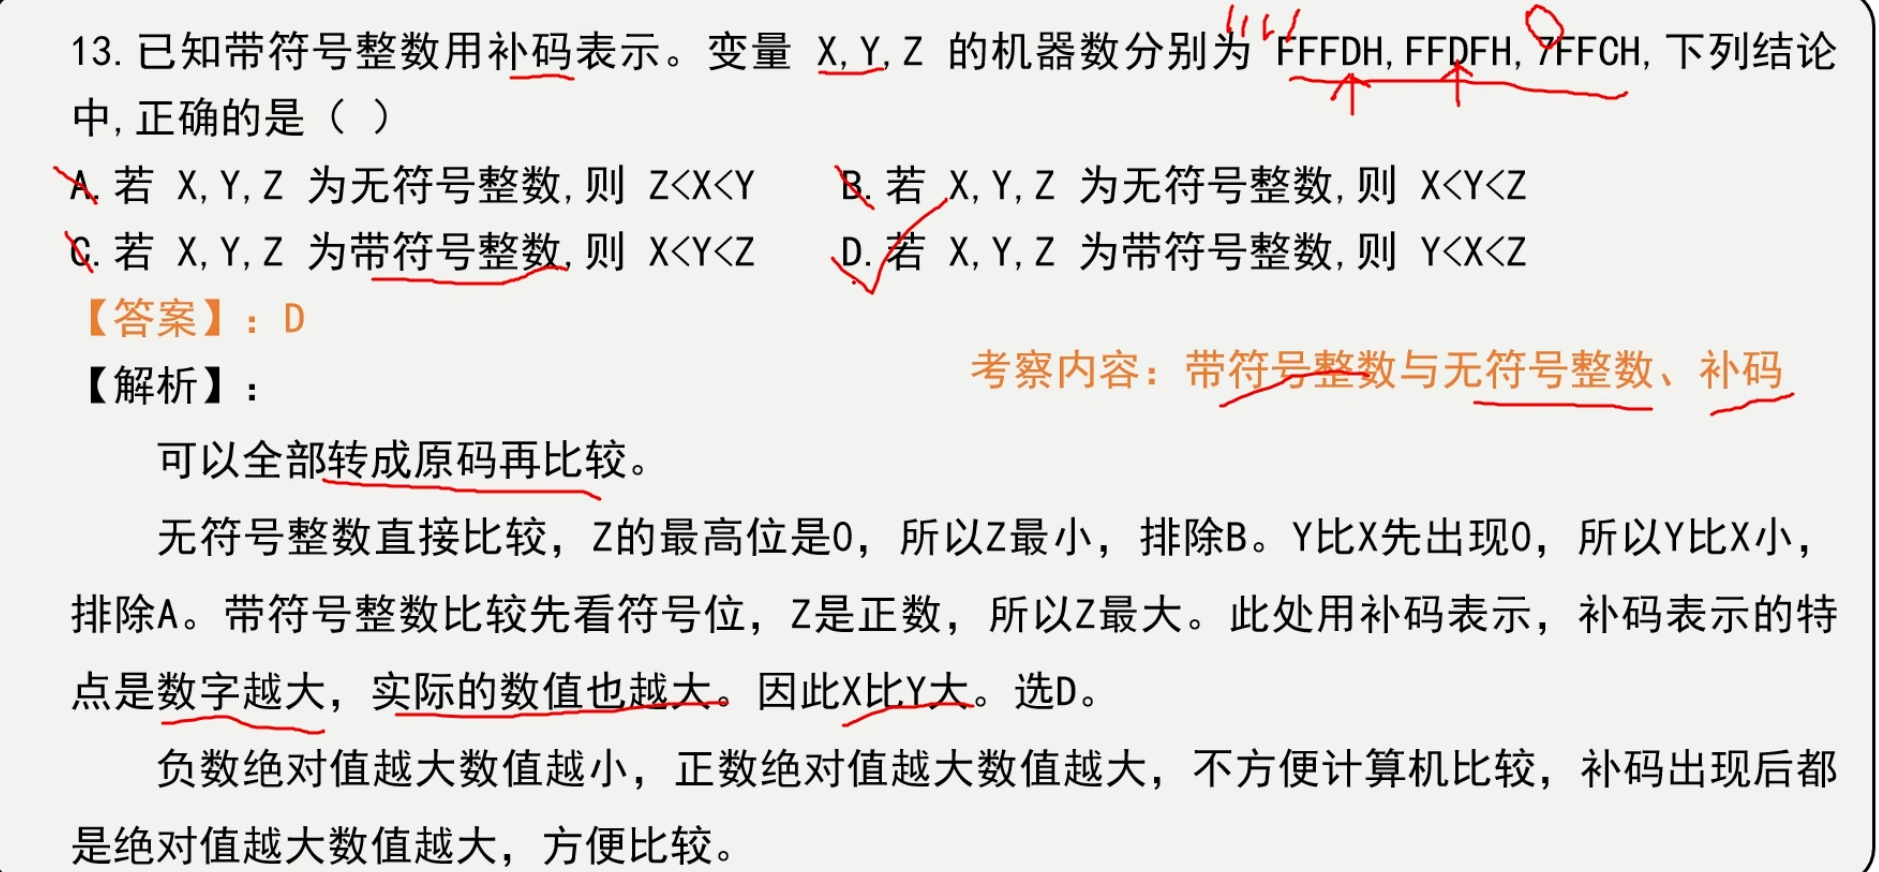 13.已知带符号整数用补码表示。变量 X,Y,Z 的机器数分别为 FFFDH,FFDFH,7FFCH,下列结论
中,正确的是（ ）
A.若 X,Y,Z 为无符号整数,则 Z<X<Y B.若 X,Y,Z 为无符号整数,则 X<Y<Z
C.若 X,Y,Z 为带符号整数,则 X<Y<Z D.若 X,Y,Z 为带符号整数,则 Y<X<Z
【答案】：D
考察内容：带符号整数与无符号整数、补码
【解析】：
可以全部转成原码再比较。
无符号整数直接比较，Z的最高位是0，所以Z最小，排除B。Y比X先出现0，所以Y比X小，
排除A。带符号整数比较先看符号位，Z是正数，所以Z最大。此处用补码表示，补码表示的特
点是数字越大，实际的数值也越大。因此X比Y大。选D。
负数绝对值越大数值越小，正数绝对值越大数值越大，不方便计算机比较，补码出现后都
是绝对值越大数值越大，方便比较。